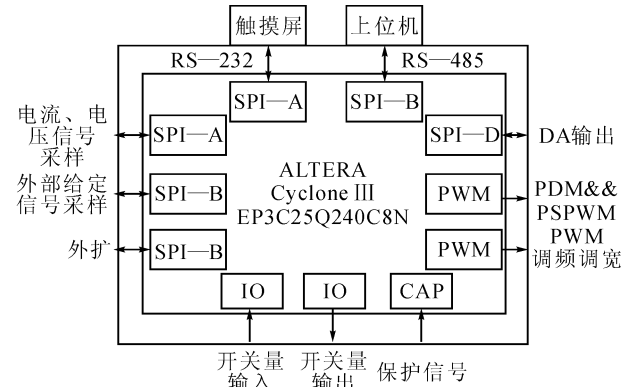 触摸屏
上位机
RS—232
RS—485
SPI—A
SPI—B
电流、电
压信号
采样
SPI—A
SPI—D
DA输出
外部给定
信号采样
SPI—B
ALTERA
Cyclone Ⅲ
EP3C25Q240C8N
PWM
PDM&&
PSPWM
PWM
调频调宽
外扩
SPI—B
PWM
IO
IO
CAP
开关量
输入
开关量
输出
保护信号